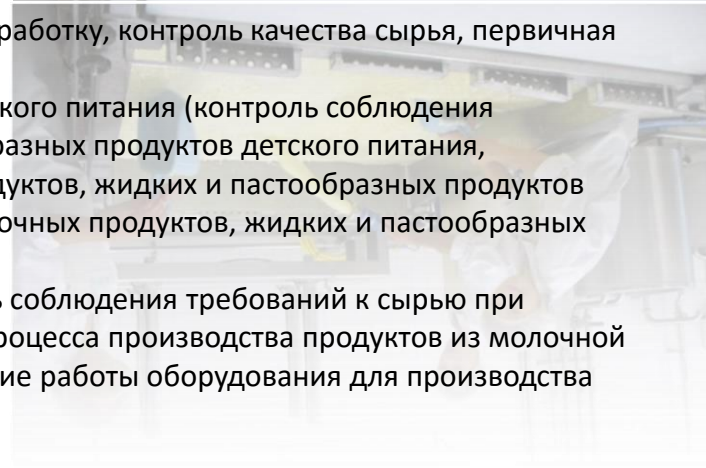 работку, контроль качества сырья, первичная
кого питания (контроль соблюдения
разных продуктов детского питания,
дуктов, жидких и пастообразных продуктов
очных продуктов, жидких и пастообразных
ь соблюдения требований к сырью при
роцесса производства продуктов из молочной
ие работы оборудования для производства